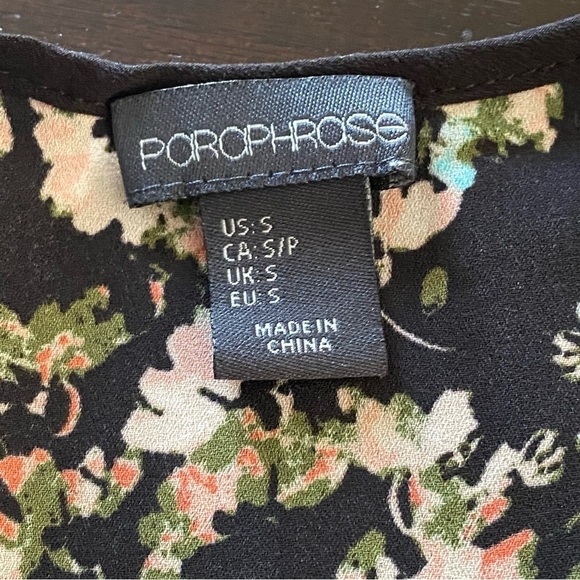 PARAPHRASE
US: S
CA: S/P
UK: S
EU: S
MADE IN
CHINA